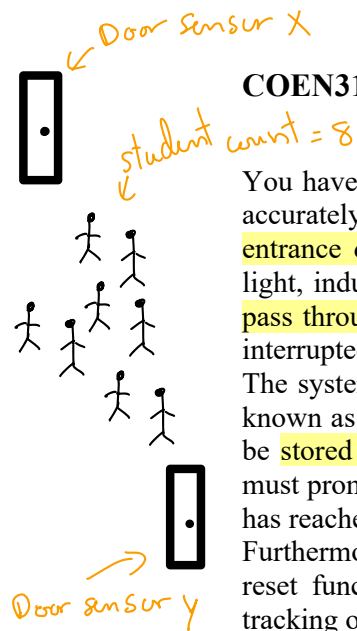 Door sensor X
COEN31
student count = 8
You have
accurately
entrance
light, indu
pass throu
interrupte
The system
known as
be stored
must pron
has reache
Furthermo
reset func
tracking o
Door sensor y